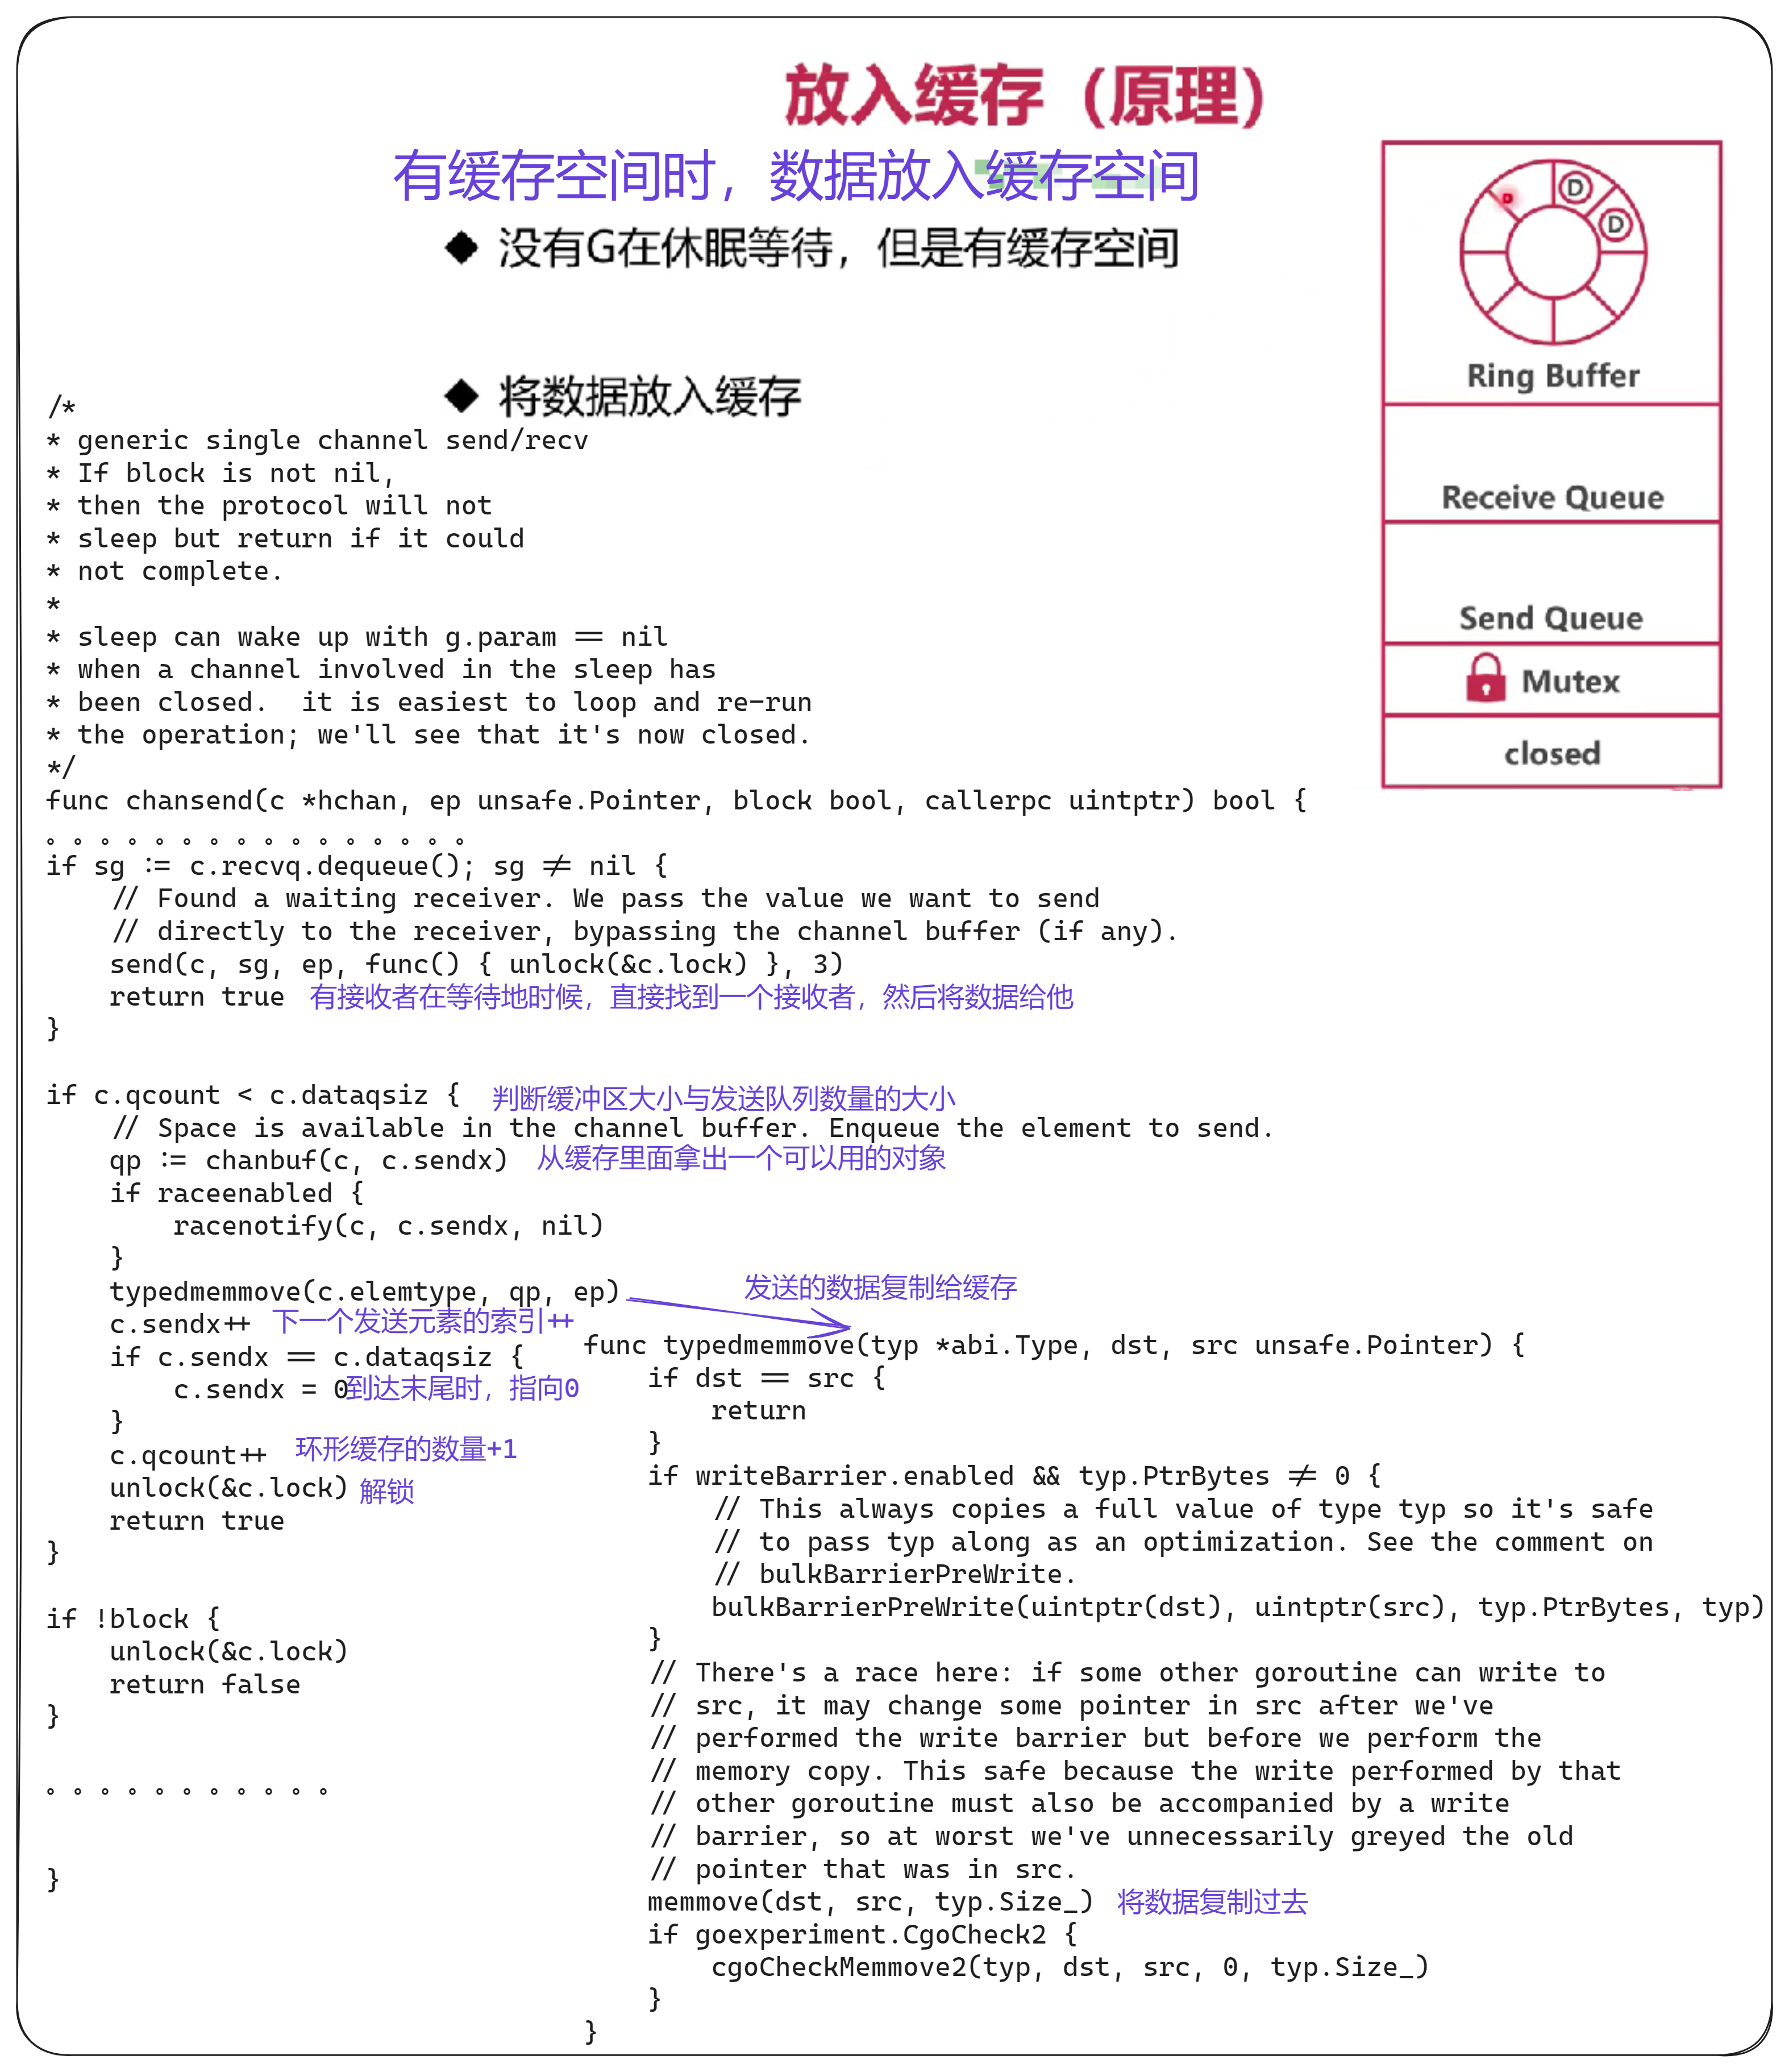 放入缓存（原理）
有缓存空间时，数据放入缓存空间
◆ 没有G在休眠等待，但是有缓存空间
◆ 将数据放入缓存
D
D
D
Ring Buffer
Receive Queue
Send Queue
Mutex
closed
/*
* generic single channel send/recv
* If block is not nil,
* then the protocol will not
* sleep but return if it could
* not complete.
*
* sleep can wake up with g.param == nil
* when a channel involved in the sleep has
* been closed.  it is easiest to loop and re-run
* the operation; we'll see that it's now closed.
*/
func chansend(c *hchan, ep unsafe.Pointer, block bool, callerpc uintptr) bool {
。。。。。。。。。。。。。。。。
if sg := c.recvq.dequeue(); sg != nil {
    // Found a waiting receiver. We pass the value we want to send
    // directly to the receiver, bypassing the channel buffer (if any).
    send(c, sg, ep, func() { unlock(&c.lock) }, 3)
    return true 有接收者在等待地时候，直接找到一个接收者，然后将数据给他
}
if c.qcount < c.dataqsiz { 判断缓冲区大小与发送队列数量的大小
    // Space is available in the channel buffer. Enqueue the element to send.
    qp := chanbuf(c, c.sendx) 从缓存里面拿出一个可以用的对象
    if raceenabled {
        racenotify(c, c.sendx, nil)
    }
    typedmemmove(c.elemtype, qp, ep) 发送的数据复制给缓存
    c.sendx++ 下一个发送元素的索引++
    if c.sendx == c.dataqsiz {
        c.sendx = 0到达末尾时，指向0
    }
    c.qcount++ 环形缓存的数量+1
    unlock(&c.lock) 解锁
    return true
}
if !block {
    unlock(&c.lock)
    return false
}
。。。。。。。。。。。
}
func typedmemmove(typ *abi.Type, dst, src unsafe.Pointer) {
    if dst == src {
        return
    }
    if writeBarrier.enabled && typ.PtrBytes != 0 {
        // This always copies a full value of type typ so it's safe
        // to pass typ along as an optimization. See the comment on
        // bulkBarrierPreWrite.
        bulkBarrierPreWrite(uintptr(dst), uintptr(src), typ.PtrBytes, typ)
    }
    // There's a race here: if some other goroutine can write to
    // src, it may change some pointer in src after we've
    // performed the write barrier but before we perform the
    // memory copy. This safe because the write performed by that
    // other goroutine must also be accompanied by a write
    // barrier, so at worst we've unnecessarily greyed the old
    // pointer that was in src.
    memmove(dst, src, typ.Size_) 将数据复制过去
    if goexperiment.CgoCheck2 {
        cgoCheckMemmove2(typ, dst, src, 0, typ.Size_)
    }
}